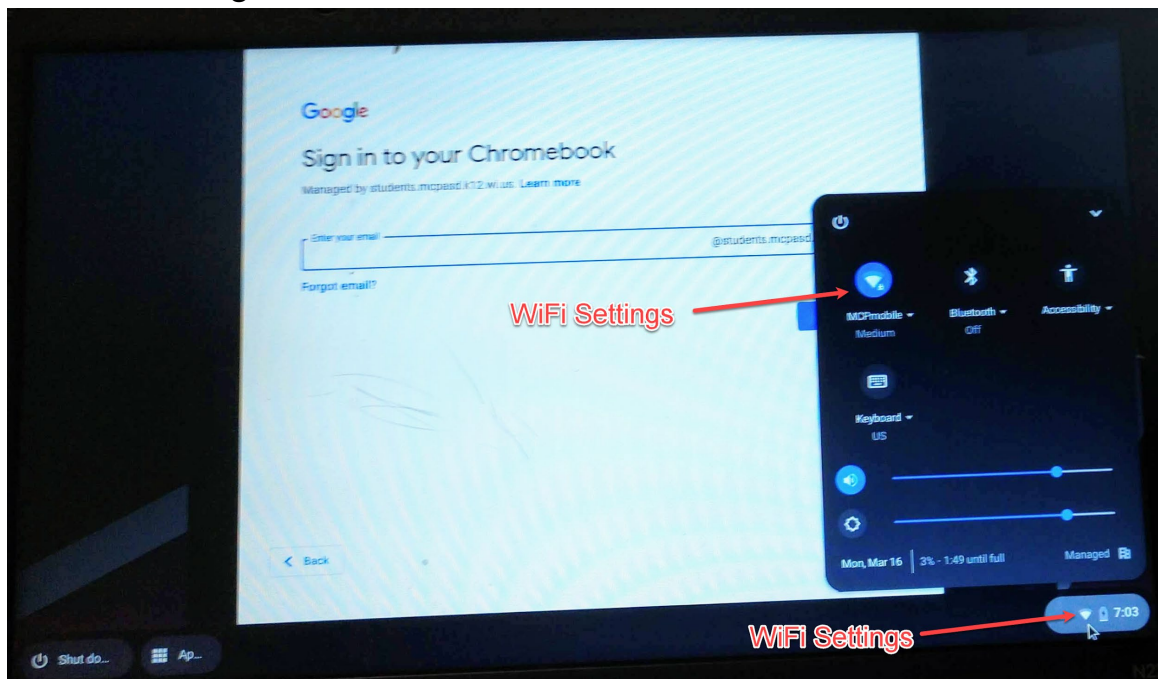 Google
Sign in to your Chromebook
Managed by students.mcpasd.k12.wi.us. Learn more
Enter your email
@students.mcpasd.
Forgot email?
WiFi Settings
MCPmobile
Medium
Bluetooth
Off
Accessibility
Keyboard
US
Mon, Mar 16 | 3% - 1:49 until full
Managed
Back
WiFi Settings
7:03
Shut do...
Ap...